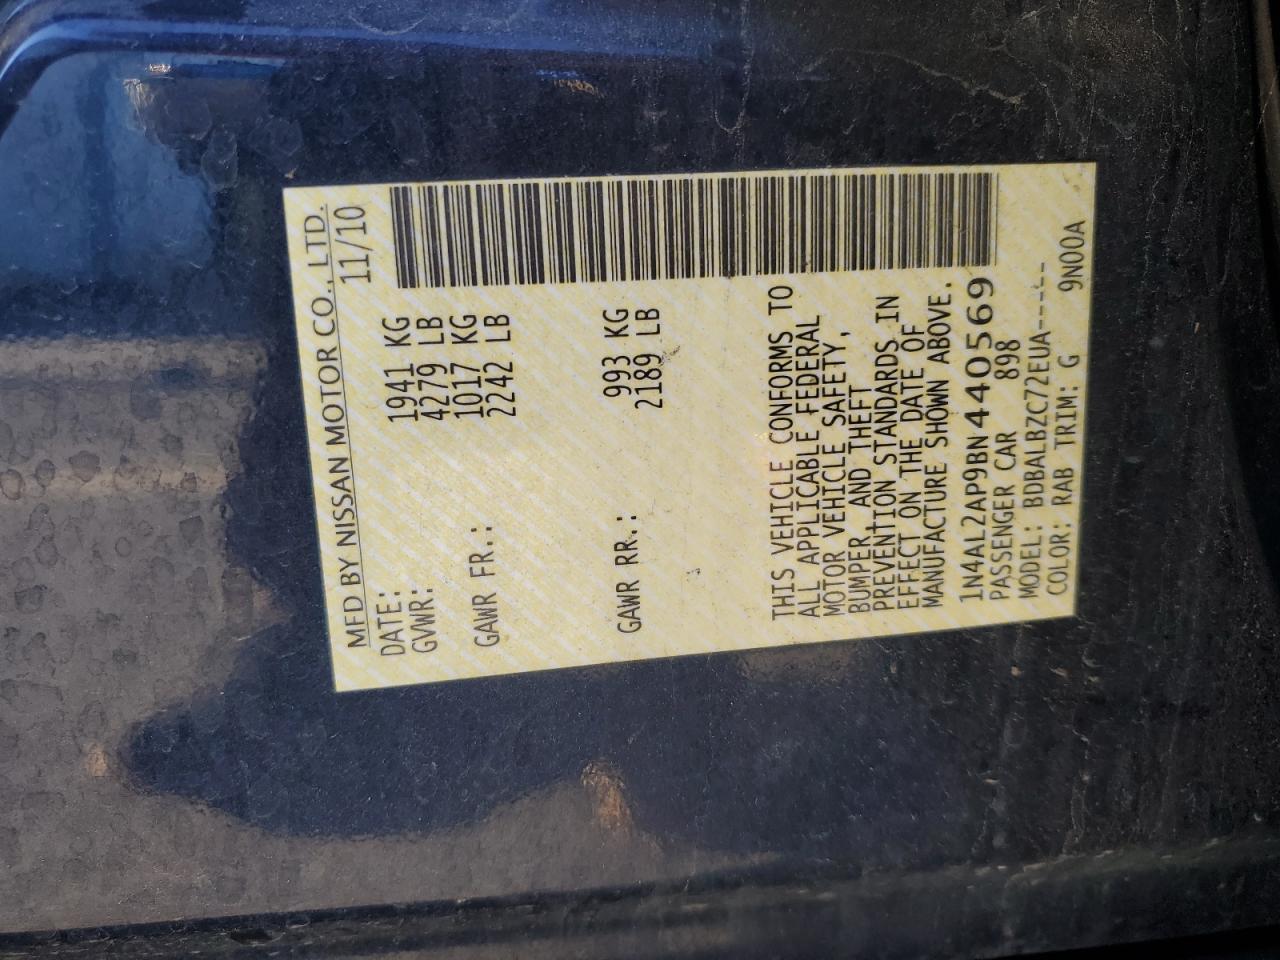 MFD BY NISSAN MOTOR CO., LTD.
DATE: 11/10
GVWR: 1941 KG
4279 LB
GAWR FR.: 1017 KG
2242 LB
GAWR RR.: 993 KG
2189 LB
THIS VEHICLE CONFORMS TO
ALL APPLICABLE FEDERAL
MOTOR VEHICLE SAFETY,
BUMPER, AND THEFT
PREVENTION STANDARDS IN
EFFECT ON THE DATE OF
MANUFACTURE SHOWN ABOVE.
1N4AL2AP9BN440569
PASSENGER CAR 898
MODEL: BDBALBZC72EUA-----
COLOR: RAB TRIM: G 9N00A